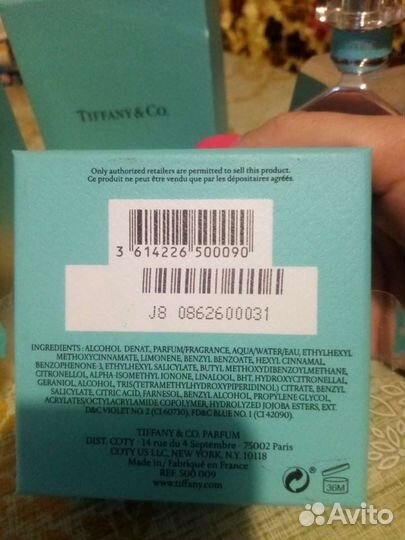 TIFFANY & CO.
Only authorized retailers are permitted to sell this product.
Ce produit ne peut être vendu que par les dépositaires agréés.
3 614226 500090
J8 0862600031
INGREDIENTS : ALCOHOL DENAT., PARFUM/FRAGRANCE, AQUA/WATER/EAU, ETHYLHEXYL
METHOXYCINNAMATE, LIMONENE, BENZYL BENZOATE, HEXYL CINNAMAL,
BENZOPHENONE-3, ETHYLHEXYL SALICYLATE, BUTYL METHOXYDIBENZOYLMETHANE,
CITRONELLOL, ALPHA-ISOMETHYL IONONE, LINALOOL, BHT, HYDROXYCITRONELLAL,
GERANIOL, ALCOHOL, TRIS(TETRAMETHYLHYDROXYPIPERIDINOL) CITRATE, BENZYL
SALICYLATE, CITRIC ACID, FARNESOL, BENZYL ALCOHOL, PROPYLENE GLYCOL,
ACRYLATES/OCTYLACRYLAMIDE COPOLYMER, HYDROLYZED JOJOBA ESTERS, EXT.
D&C VIOLET NO. 2 (CI 60730), FD&C BLUE NO. 1 (CI 42090).
TIFFANY & CO. PARFUM
DIST. COTY · 14 rue du 4 Septembre · 75002 Paris
COTY US LLC, NEW YORK, N.Y. 10118
Made in / Fabriqué en France
REF. 500 009
www.tiffany.com
36M
Avito